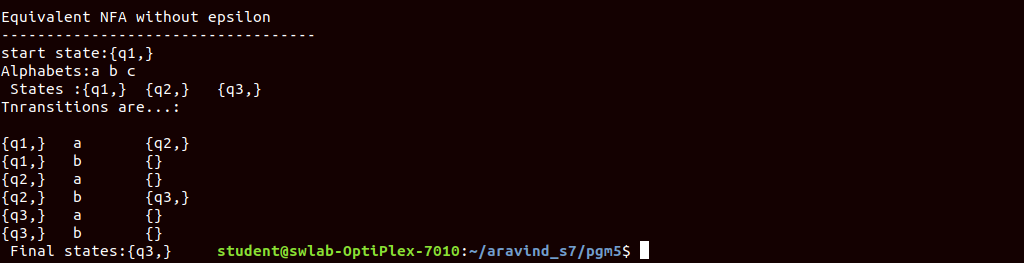 Equivalent NFA without epsilon
-----------------------------------
start state:{q1,}
Alphabets:a b c
States :{q1,} {q2,} {q3,}
Tnransitions are...:
{q1,} a {q2,}
{q1,} b {}
{q2,} a {}
{q2,} b {q3,}
{q3,} a {}
{q3,} b {}
Final states:{q3,} student@swlab-OptiPlex-7010:~/aravind_s7/pgm5$